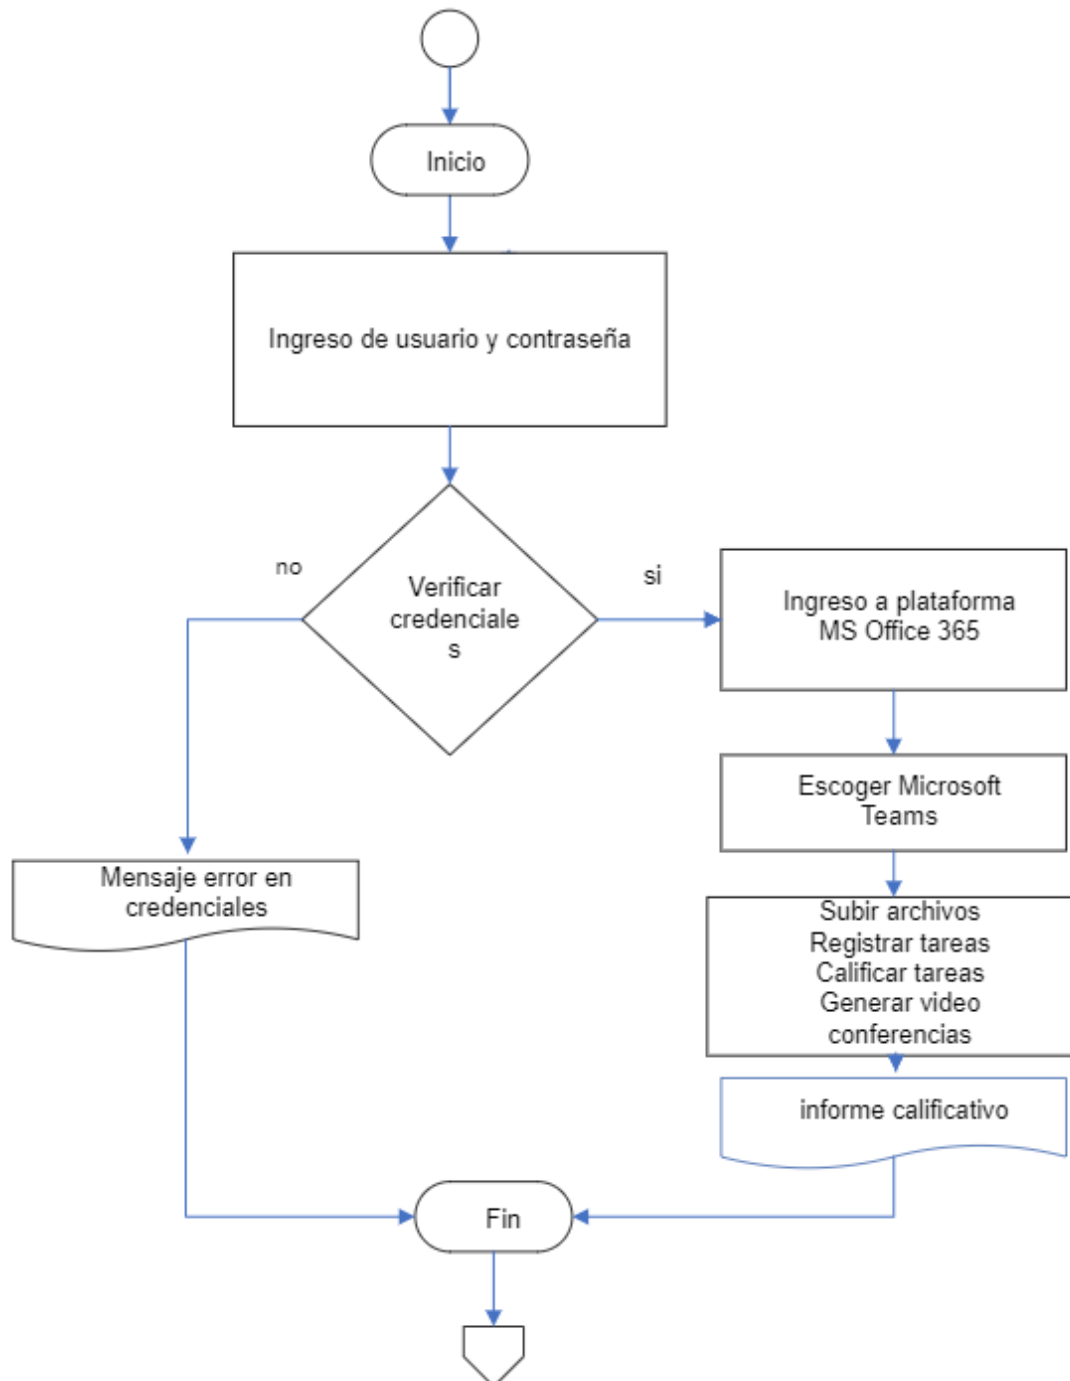 Inicio
Ingreso de usuario y contraseña
no
Verificar
credenciale
s
si
Ingreso a plataforma
MS Office 365
Escoger Microsoft
Teams
Mensaje error en
credenciales
Subir archivos
Registrar tareas
Calificar tareas
Generar video
conferencias
informe calificativo
Fin